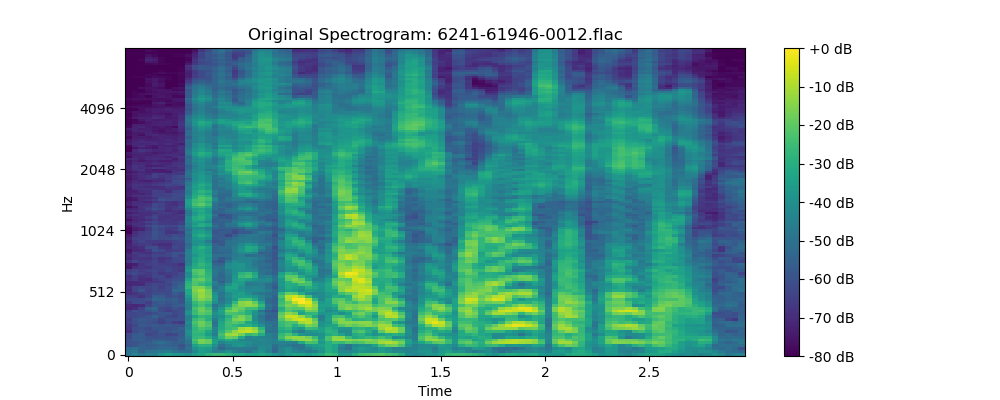 Original Spectrogram: 6241-61946-0012.flac
Hz
4096
2048
1024
512
0
0 0.5 1 1.5 2 2.5
Time
+0 dB
-10 dB
-20 dB
-30 dB
-40 dB
-50 dB
-60 dB
-70 dB
-80 dB